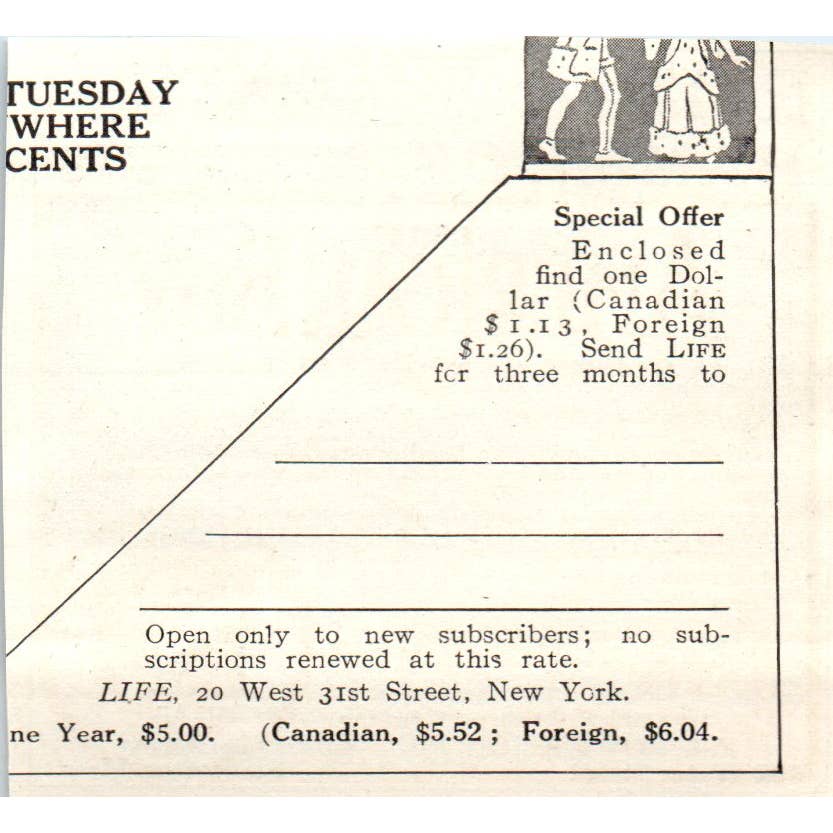 TUESDAY
WHERE
CENTS
Special Offer
Enclosed
find one Dol-
lar (Canadian
$1.13, Foreign
$1.26). Send LIFE
for three months to
Open only to new subscribers; no sub-
scriptions renewed at this rate.
LIFE, 20 West 31st Street, New York.
ne Year, $5.00. (Canadian, $5.52; Foreign, $6.04.